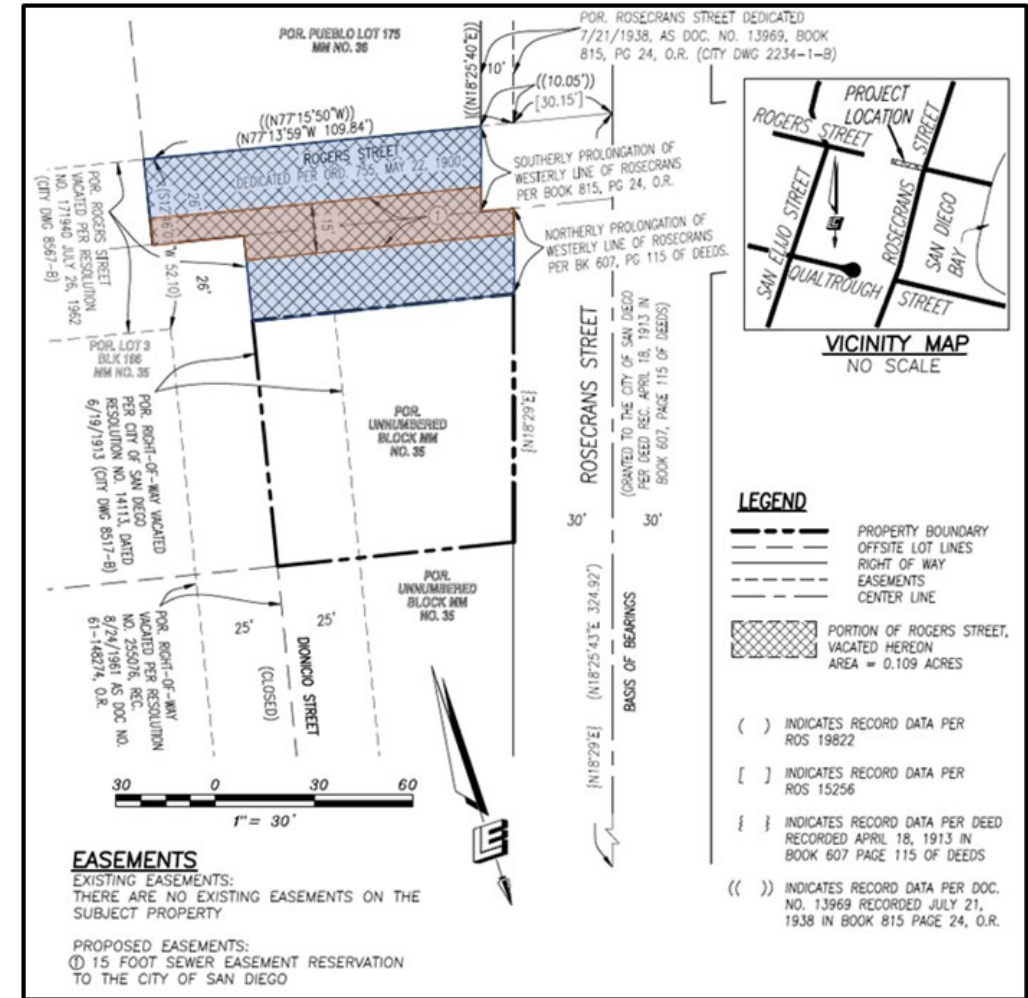 POR. PUEBLO LOT 175
MM NO. 36
((N18°25'40"E))
10'
POR. ROSECRANS STREET DEDICATED
7/21/1938, AS DOC. NO. 13969, BOOK
815, PG 24, O.R. (CITY DWG 2234-1-B)
((10.05'))
[30.15']
((N77°15'50"W))
(N77°13'59"W 109.84')
ROGERS STREET
DEDICATED PER ORD. 755, MAY 22, 1900
SOUTHERLY PROLONGATION OF
WESTERLY LINE OF ROSECRANS
PER BOOK 815, PG 24, O.R.
NORTHERLY PROLONGATION OF
WESTERLY LINE OF ROSECRANS
PER BK 607, PG 115 OF DEEDS.
26'
15'
1
26'
52.10)
POR. ROGERS STREET
VACATED PER RESOLUTION
NO. 171940 JULY 26, 1962
(CITY DWG 8567-B)
POR. LOT 3
BLK 166
MM NO. 35
POR. RIGHT-OF-WAY VACATED
PER CITY OF SAN DIEGO
RESOLUTION NO. 14113, DATED
6/19/1913 (CITY DWG 8517-B)
POR.
UNNUMBERED
BLOCK MM
NO. 35
{N18°29'E}
ROSECRANS STREET
(GRANTED TO THE CITY OF SAN DIEGO
PER DEED REC. APRIL 18, 1913 IN
BOOK 607, PAGE 115 OF DEEDS)
30'
30'
POR.
UNNUMBERED
BLOCK MM
NO. 35
POR. RIGHT-OF-WAY
VACATED PER RESOLUTION
NO. 255076, REC.
8/24/1961 AS DOC NO.
61-148274, O.R.
25'
25'
DIONICIO STREET
(CLOSED)
{N18°29'E}
(N18°25'43"E 324.92')
BASIS OF BEARINGS
30 0 30 60
1"= 30'
EASEMENTS
EXISTING EASEMENTS:
THERE ARE NO EXISTING EASEMENTS ON THE
SUBJECT PROPERTY
PROPOSED EASEMENTS:
① 15 FOOT SEWER EASEMENT RESERVATION
TO THE CITY OF SAN DIEGO
PROJECT
LOCATION
ROGERS STREET
STREET
ROSECRANS
SAN DIEGO
BAY
SAN ELIJO STREET
QUALTROUGH
STREET
VICINITY MAP
NO SCALE
LEGEND
PROPERTY BOUNDARY
OFFSITE LOT LINES
RIGHT OF WAY
EASEMENTS
CENTER LINE
PORTION OF ROGERS STREET,
VACATED HEREON
AREA = 0.109 ACRES
( ) INDICATES RECORD DATA PER
ROS 19822
[ ] INDICATES RECORD DATA PER
ROS 15256
{ } INDICATES RECORD DATA PER DEED
RECORDED APRIL 18, 1913 IN
BOOK 607 PAGE 115 OF DEEDS
(( )) INDICATES RECORD DATA PER DOC.
NO. 13969 RECORDED JULY 21,
1938 IN BOOK 815 PAGE 24, O.R.